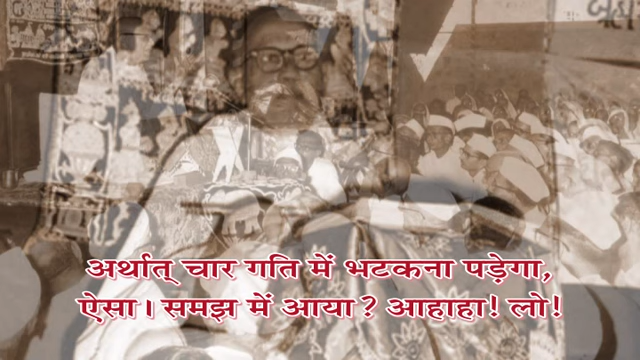 अर्थात् चार गति में भटकना पड़ेगा,
ऐसा। समझ में आया? आहाहा! लो!